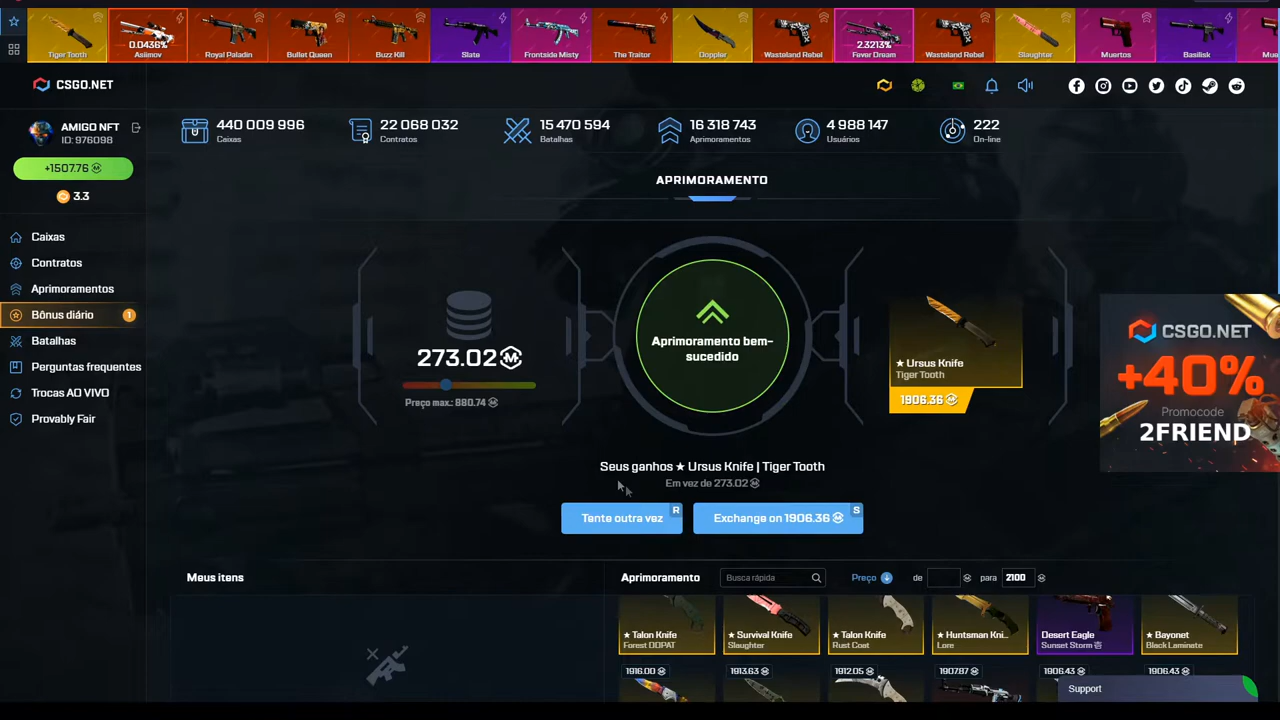 Tiger Tooth
0.0436%
Asiimov
Royal Paladin
Bullet Queen
Buzz Kill
Slate
Frontside Misty
The Traitor
Doppler
Wasteland Rebel
2.3213%
Fever Dream
Wasteland Rebel
Slaughter
Muertos
Basilisk
CSGO.NET
AMIGO NFT
ID: 976098
+1507.76
3.3
440 009 996
Caixas
22 068 032
Contratos
15 470 594
Batalhas
16 318 743
Aprimoramentos
4 988 147
Usuários
222
On-line
Caixas
Contratos
Aprimoramentos
Bônus diário 1
Batalhas
Perguntas frequentes
Trocas AO VIVO
Provably Fair
APRIMORAMENTO
273.02
Preço max.: 880.74
Aprimoramento bem-
sucedido
★ Ursus Knife
Tiger Tooth
1906.36
Seus ganhos ★ Ursus Knife | Tiger Tooth
Em vez de 273.02
Tente outra vez R
Exchange on 1906.36 S
CSGO.NET
+40%
Promocode
2FRIEND
Meus itens
Aprimoramento
Busca rápida
Preço
de
para 2100
★ Talon Knife
Forest DDPAT
★ Survival Knife
Slaughter
★ Talon Knife
Rust Coat
★ Huntsman Kni...
Lore
Desert Eagle
Sunset Storm 壱
★ Bayonet
Black Laminate
1916.00
1913.63
1912.05
1907.87
1906.43
1906.43
Support